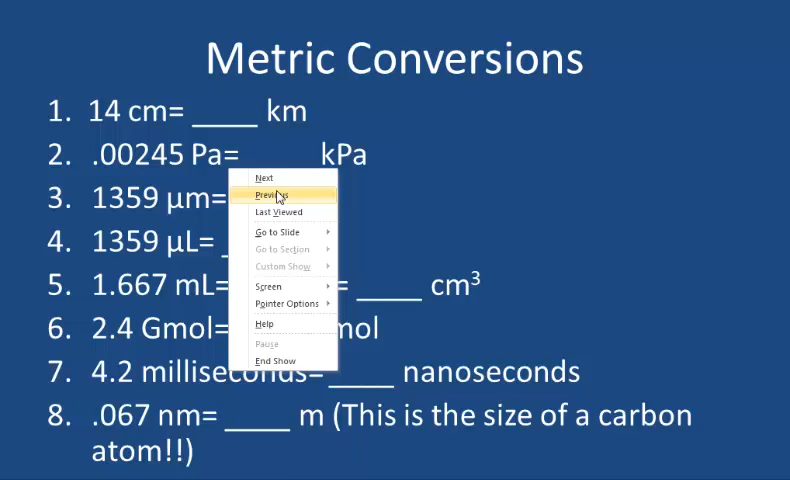 Metric Conversions
1. 14 cm= ____ km
2. .00245 Pa= kPa
3. 1359 µm=
4. 1359 µL= _
5. 1.667 mL= = ____ cm³
6. 2.4 Gmol= mol
7. 4.2 milliseconds= ____ nanoseconds
8. .067 nm= ____ m (This is the size of a carbon
atom!!)
Next
Previous
Last Viewed
Go to Slide
Go to Section
Custom Show
Screen
Pointer Options
Help
Pause
End Show